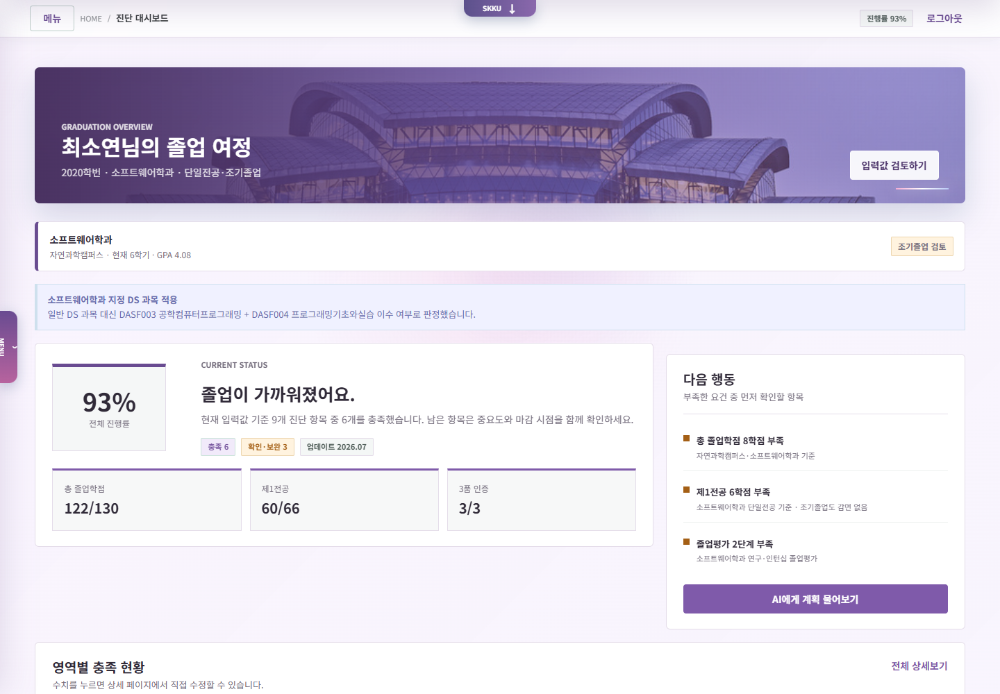 메뉴
HOME / 진단 대시보드
SKKU ↓
진행률 93%
로그아웃
GRADUATION OVERVIEW
최소연님의 졸업 여정
2020학번 · 소프트웨어학과 · 단일전공·조기졸업
입력값 검토하기
소프트웨어학과
자연과학캠퍼스 · 현재 6학기 · GPA 4.08
조기졸업 검토
소프트웨어학과 지정 DS 과목 적용
일반 DS 과목 대신 DASF003 공학컴퓨터프로그래밍 + DASF004 프로그래밍기초와실습 이수 여부로 판정했습니다.
MENU
93%
전체 진행률
CURRENT STATUS
졸업이 가까워졌어요.
현재 입력값 기준 9개 진단 항목 중 6개를 충족했습니다. 남은 항목은 중요도와 마감 시점을 함께 확인하세요.
충족 6
확인·보완 3
업데이트 2026.07
총 졸업학점
122/130
제1전공
60/66
3품 인증
3/3
다음 행동
부족한 요건 중 먼저 확인할 항목
총 졸업학점 8학점 부족
자연과학캠퍼스·소프트웨어학과 기준
제1전공 6학점 부족
소프트웨어학과 단일전공 기준 · 조기졸업도 감면 없음
졸업평가 2단계 부족
소프트웨어학과 연구·인턴십 졸업평가
AI에게 계획 물어보기
영역별 충족 현황
수치를 누르면 상세 페이지에서 직접 수정할 수 있습니다.
전체 상세보기